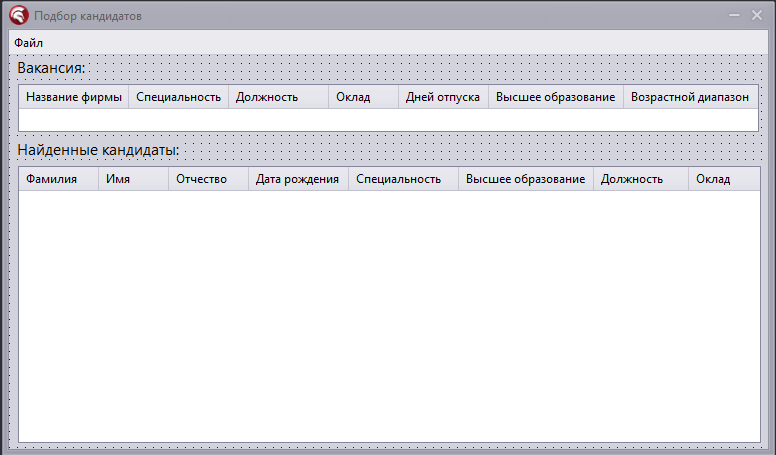 Подбор кандидатов
Файл
Вакансия:
Название фирмы Специальность Должность Оклад Дней отпуска Высшее образование Возрастной диапазон
Найденные кандидаты:
Фамилия Имя Отчество Дата рождения Специальность Высшее образование Должность Оклад